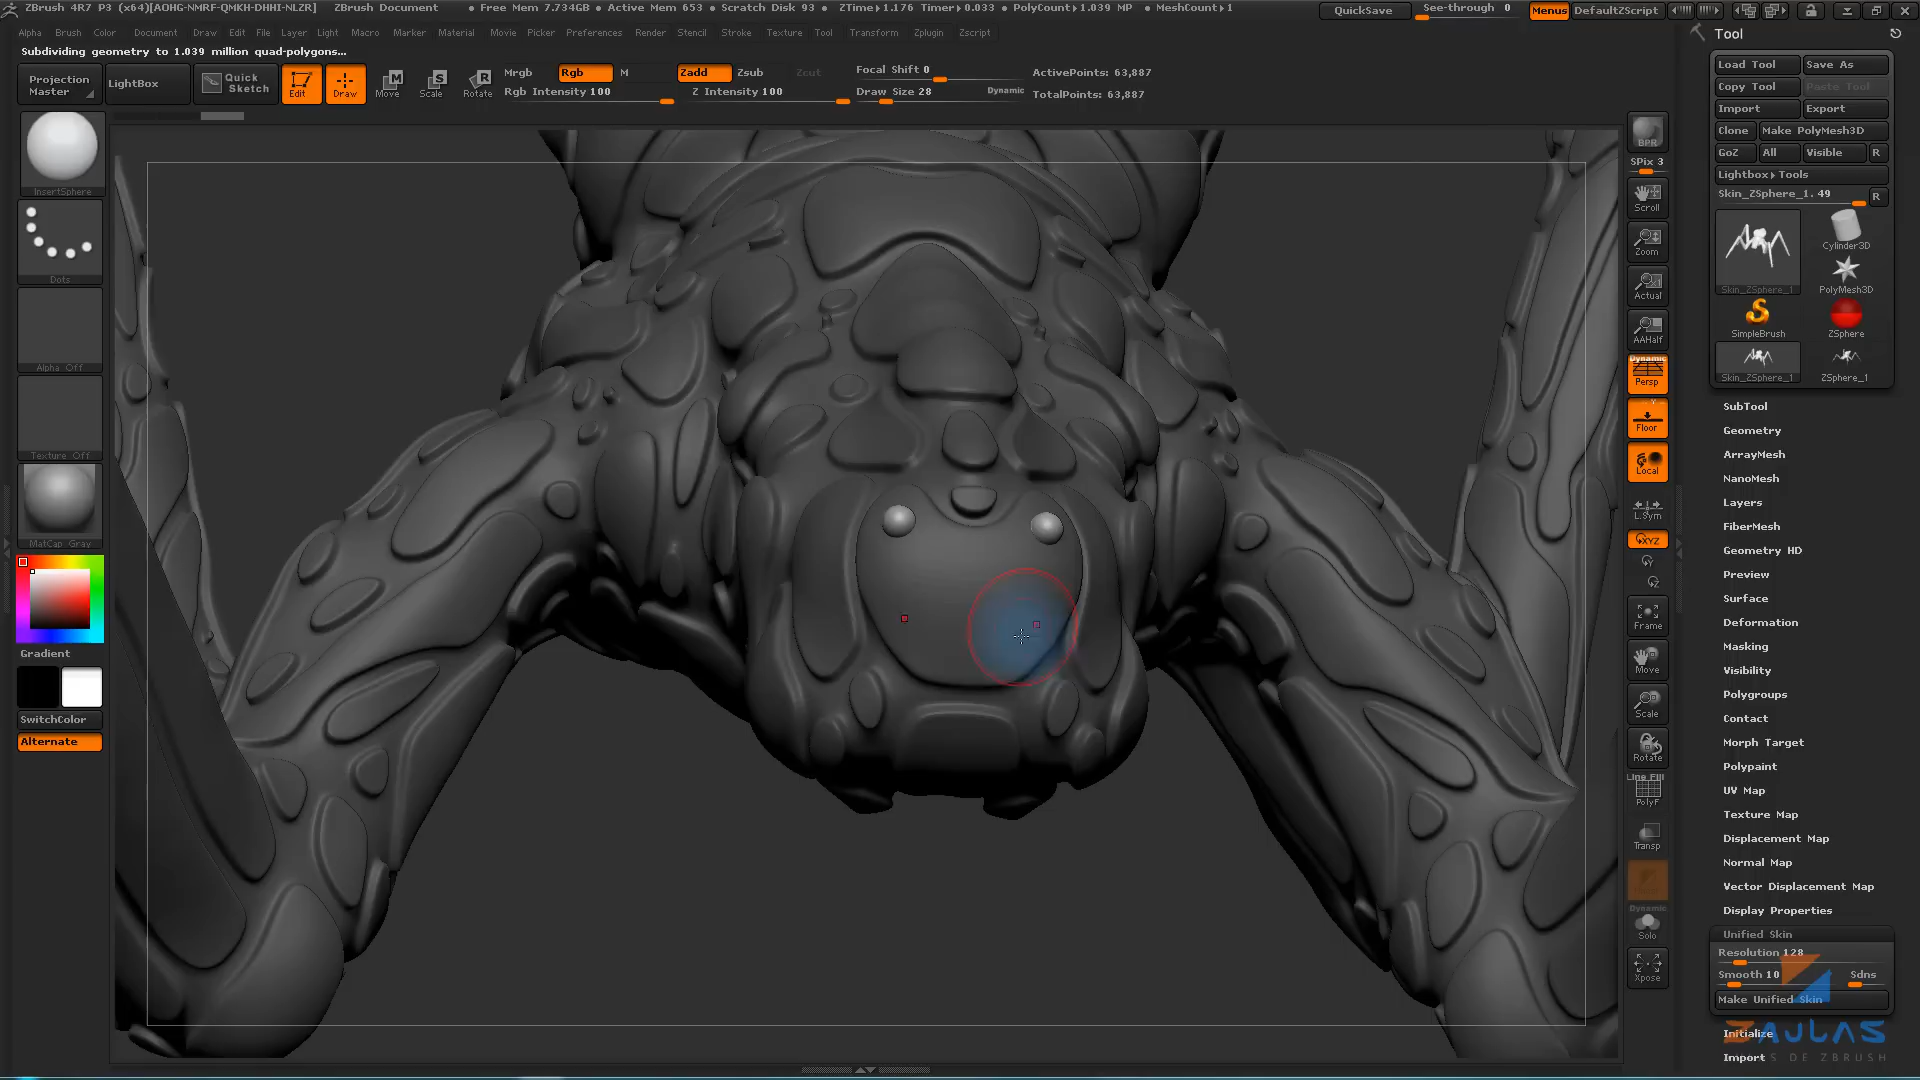 ZBrush 4R7 P3 (x64)[AOHG-NMRF-QMKH-DHHI-NLZR] ZBrush Document • Free Mem 7.734GB • Active Mem 653 • Scratch Disk 93 • ZTime▸1.176 Timer▸0.033 • PolyCount▸1.039 MP • MeshCount▸1 QuickSave See-through 0 Menus DefaultZScript
Alpha Brush Color Document Draw Edit File Layer Light Macro Marker Material Movie Picker Preferences Render Stencil Stroke Texture Tool Transform Zplugin Zscript
Subdividing geometry to 1.039 million quad-polygons...
Projection Master
LightBox
Quick Sketch
Edit
Draw
Move
Scale
Rotate
Mrgb Rgb M
Rgb Intensity 100
Zadd Zsub Zcut
Z Intensity 100
Focal Shift 0
Draw Size 28 Dynamic
ActivePoints: 63,887
TotalPoints: 63,887
InsertSphere
Dots
Alpha Off
Texture Off
MatCap Gray
Gradient
SwitchColor
Alternate
BPR
SPix 3
Scroll
Zoom
Actual
AAHalf
Dynamic
Persp
Floor
Local
L.Sym
XYZ
Frame
Move
Scale
Rotate
Line Fill
PolyF
Transp
Dynamic
Solo
Xpose
Tool
Load Tool Save As
Copy Tool Paste Tool
Import Export
Clone Make PolyMesh3D
GoZ All Visible R
Lightbox▸Tools
Skin_ZSphere_1. 49 R
Skin_ZSphere_1
Cylinder3D
PolyMesh3D
SimpleBrush
ZSphere
Skin_ZSphere_1
ZSphere_1
SubTool
Geometry
ArrayMesh
NanoMesh
Layers
FiberMesh
Geometry HD
Preview
Surface
Deformation
Masking
Visibility
Polygroups
Contact
Morph Target
Polypaint
UV Map
Texture Map
Displacement Map
Normal Map
Vector Displacement Map
Display Properties
Unified Skin
Resolution 128
Smooth 10 Sdns
Make Unified Skin
Initialize
Import
ZAJLAS
S DE ZBRUSH